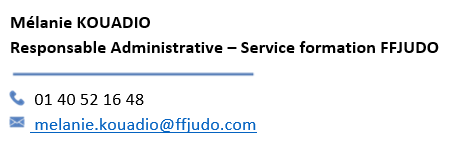 Mélanie KOUADIO
Responsable Administrative – Service formation FFJUDO
01 40 52 16 48
melanie.kouadio@ffjudo.com